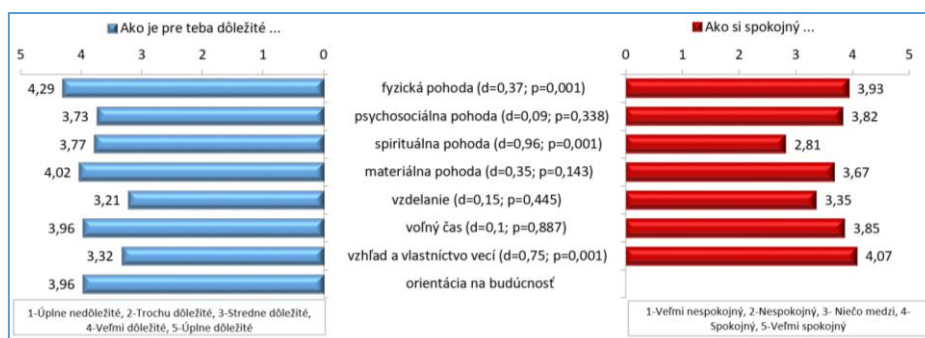 Ako je pre teba dôležité ...
Ako si spokojný ...
5 4 3 2 1 0
0 1 2 3 4 5
4,29 fyzická pohoda (d=0,37; p=0,001) 3,93
3,73 psychosociálna pohoda (d=0,09; p=0,338) 3,82
3,77 spirituálna pohoda (d=0,96; p=0,001) 2,81
4,02 materiálna pohoda (d=0,35; p=0,143) 3,67
3,21 vzdelanie (d=0,15; p=0,445) 3,35
3,96 voľný čas (d=0,1; p=0,887) 3,85
3,32 vzhľad a vlastníctvo vecí (d=0,75; p=0,001) 4,07
3,96 orientácia na budúcnosť
1-Úplne nedôležité, 2-Trochu dôležité, 3-Stredne dôležité,
4-Veľmi dôležité, 5-Úplne dôležité
1-Veľmi nespokojný, 2-Nespokojný, 3- Niečo medzi, 4-
Spokojný, 5-Veľmi spokojný